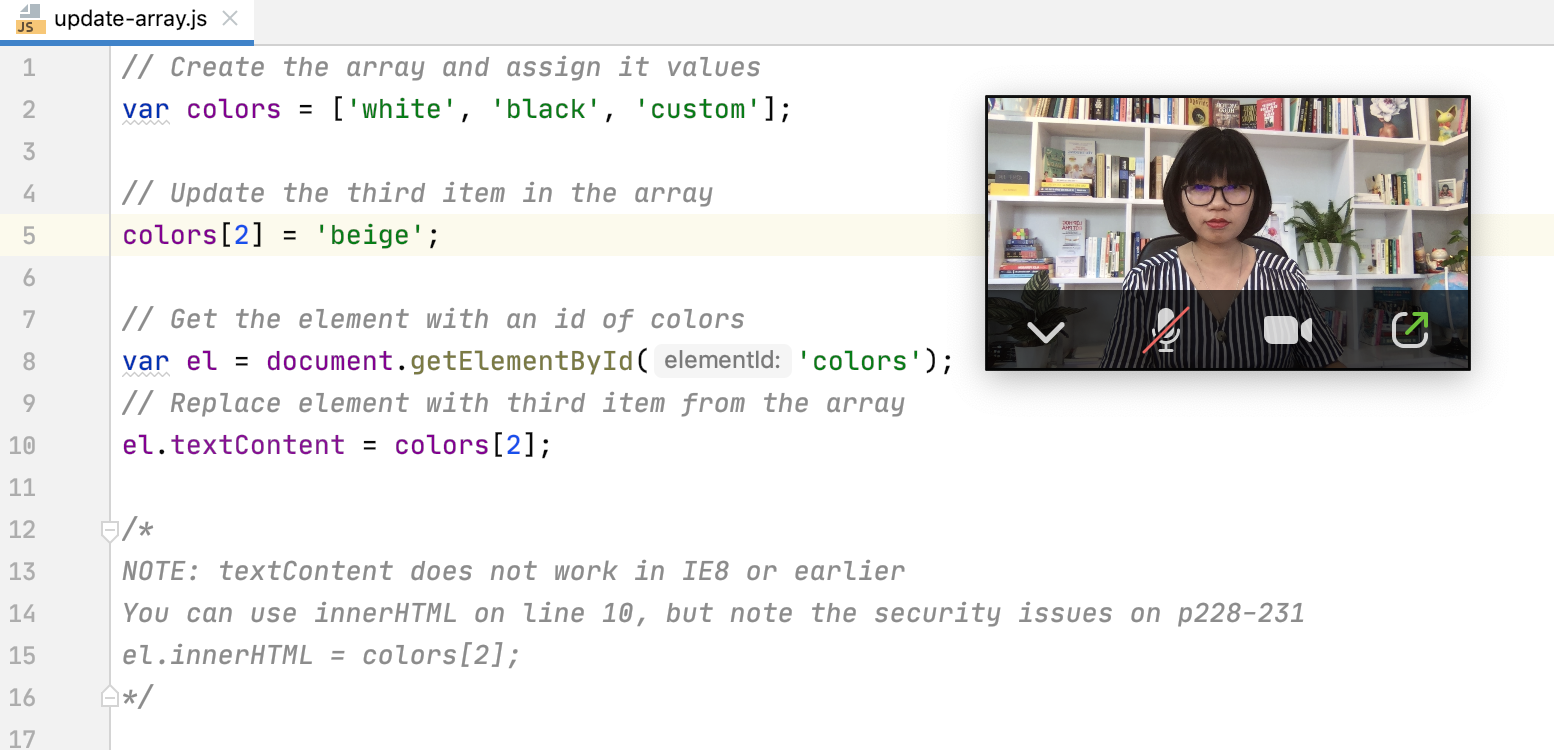 JS update-array.js
1 // Create the array and assign it values
2 var colors = ['white', 'black', 'custom'];
3
4 // Update the third item in the array
5 colors[2] = 'beige';
6
7 // Get the element with an id of colors
8 var el = document.getElementById( elementId: 'colors');
9 // Replace element with third item from the array
10 el.textContent = colors[2];
11
12 /*
13 NOTE: textContent does not work in IE8 or earlier
14 You can use innerHTML on line 10, but note the security issues on p228-231
15 el.innerHTML = colors[2];
16 */
17